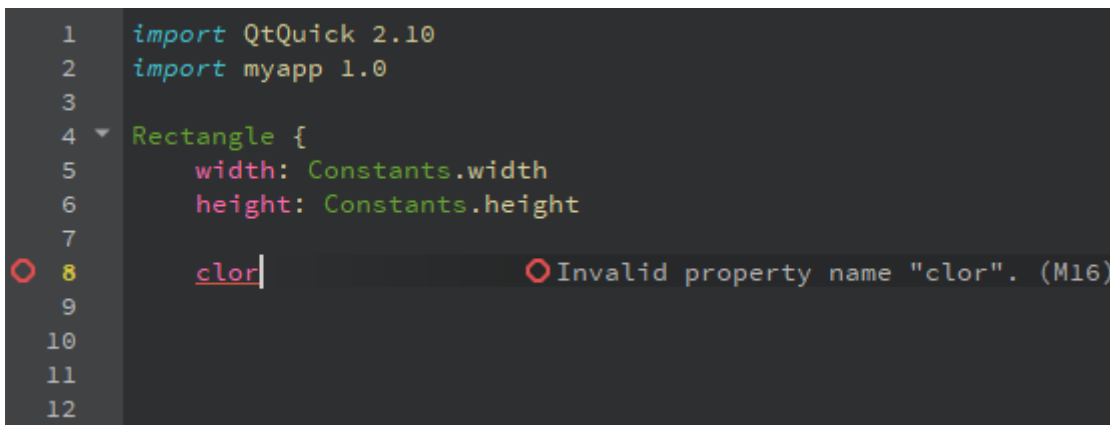 1 import QtQuick 2.10
2 import myapp 1.0
3
4 Rectangle {
5 width: Constants.width
6 height: Constants.height
7
8 clor Invalid property name "clor". (M16)
9
10
11
12